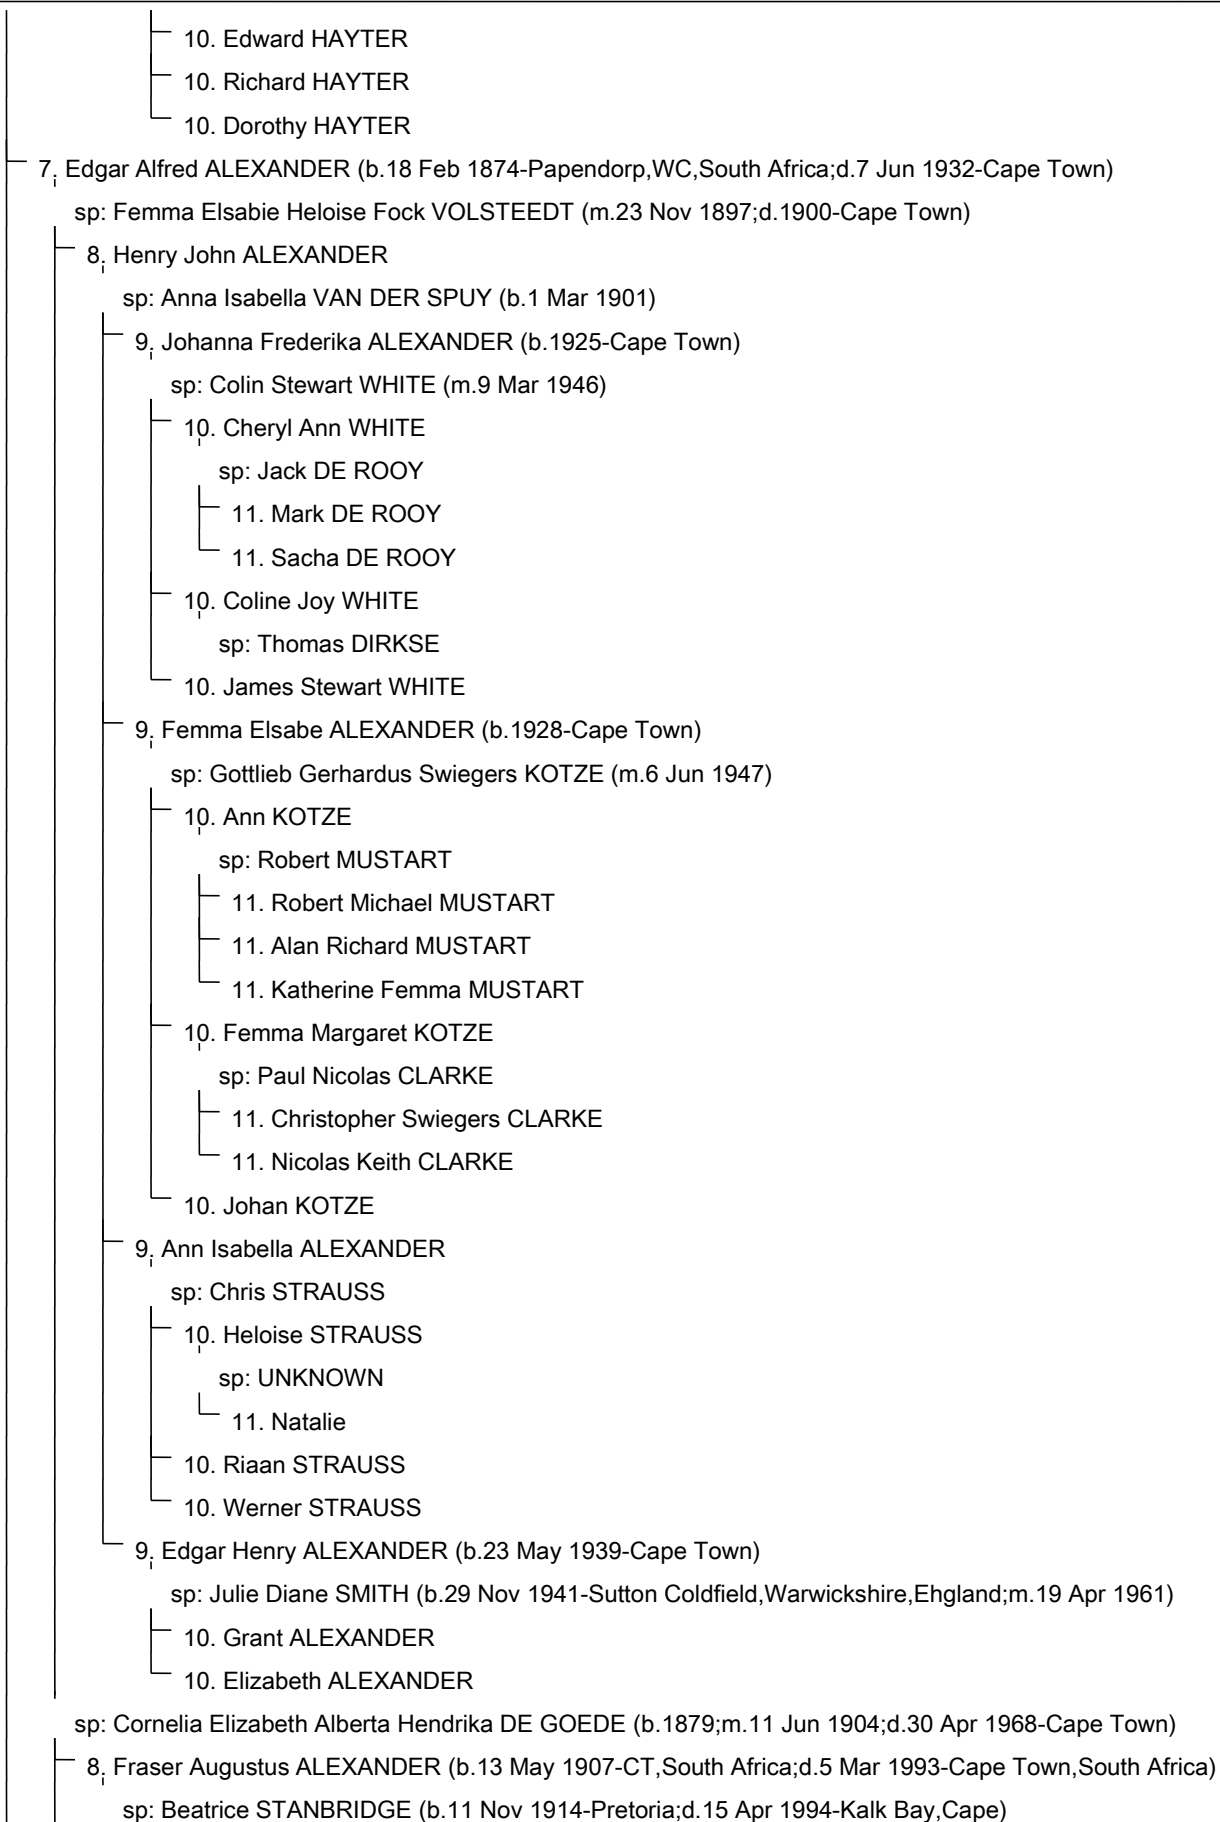 10. Edward HAYTER
10. Richard HAYTER
10. Dorothy HAYTER
7. Edgar Alfred ALEXANDER (b.18 Feb 1874-Papendorp,WC,South Africa;d.7 Jun 1932-Cape Town)
sp: Femma Elsabie Heloise Fock VOLSTEEDT (m.23 Nov 1897;d.1900-Cape Town)
8. Henry John ALEXANDER
sp: Anna Isabella VAN DER SPUY (b.1 Mar 1901)
9. Johanna Frederika ALEXANDER (b.1925-Cape Town)
sp: Colin Stewart WHITE (m.9 Mar 1946)
10. Cheryl Ann WHITE
sp: Jack DE ROOY
11. Mark DE ROOY
11. Sacha DE ROOY
10. Coline Joy WHITE
sp: Thomas DIRKSE
10. James Stewart WHITE
9. Femma Elsabe ALEXANDER (b.1928-Cape Town)
sp: Gottlieb Gerhardus Swiegers KOTZE (m.6 Jun 1947)
10. Ann KOTZE
sp: Robert MUSTART
11. Robert Michael MUSTART
11. Alan Richard MUSTART
11. Katherine Femma MUSTART
10. Femma Margaret KOTZE
sp: Paul Nicolas CLARKE
11. Christopher Swiegers CLARKE
11. Nicolas Keith CLARKE
10. Johan KOTZE
9. Ann Isabella ALEXANDER
sp: Chris STRAUSS
10. Heloise STRAUSS
sp: UNKNOWN
11. Natalie
10. Riaan STRAUSS
10. Werner STRAUSS
9. Edgar Henry ALEXANDER (b.23 May 1939-Cape Town)
sp: Julie Diane SMITH (b.29 Nov 1941-Sutton Coldfield,Warwickshire,Ehgland;m.19 Apr 1961)
10. Grant ALEXANDER
10. Elizabeth ALEXANDER
sp: Cornelia Elizabeth Alberta Hendrika DE GOEDE (b.1879;m.11 Jun 1904;d.30 Apr 1968-Cape Town)
8. Fraser Augustus ALEXANDER (b.13 May 1907-CT,South Africa;d.5 Mar 1993-Cape Town,South Africa)
sp: Beatrice STANBRIDGE (b.11 Nov 1914-Pretoria;d.15 Apr 1994-Kalk Bay,Cape)